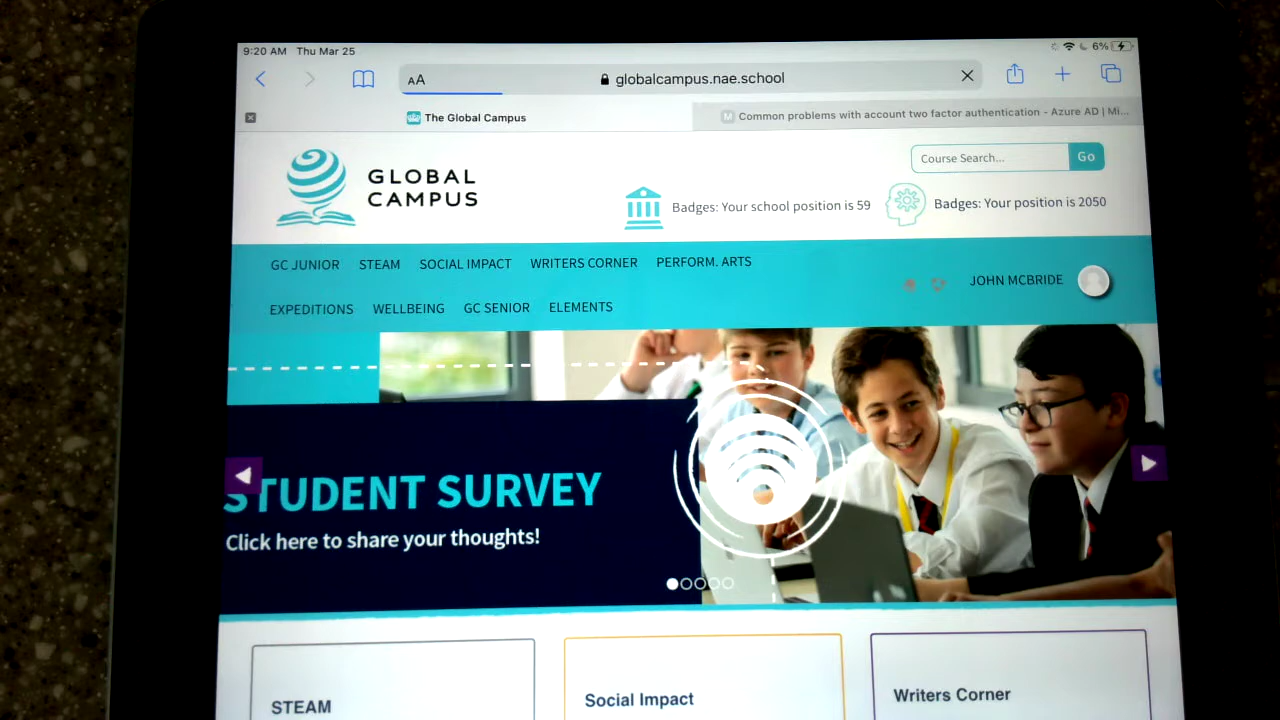 9:20 AM Thu Mar 25
6%
AA
globalcampus.nae.school
The Global Campus
M Common problems with account two factor authentication - Azure AD | Mi...
GLOBAL
CAMPUS
Course Search...
Go
Badges: Your school position is 59
Badges: Your position is 2050
GC JUNIOR STEAM SOCIAL IMPACT WRITERS CORNER PERFORM. ARTS
JOHN MCBRIDE
EXPEDITIONS WELLBEING GC SENIOR ELEMENTS
STUDENT SURVEY
Click here to share your thoughts!
STEAM
Social Impact
Writers Corner